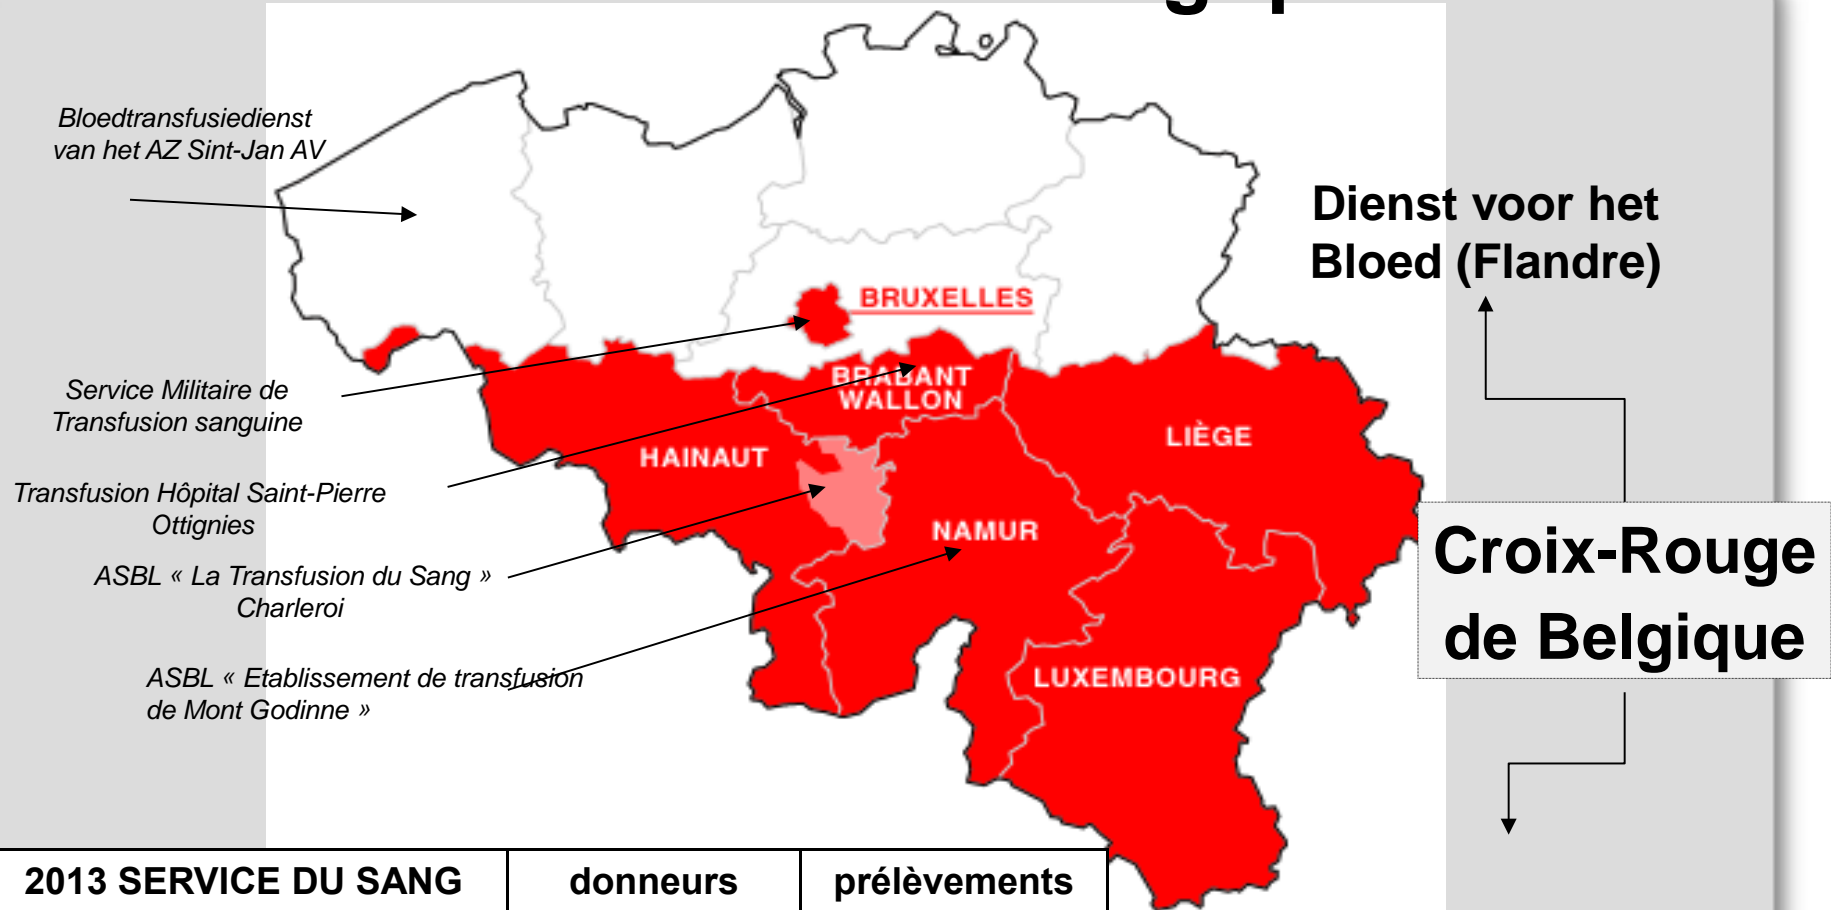 Bloedtransfusiedienst
van het AZ Sint-Jan AV
Dienst voor het
Bloed (Flandre)
BRUXELLES
Service Militaire de
Transfusion sanguine
BRABANT
WALLON
LIÈGE
HAINAUT
Transfusion Hôpital Saint-Pierre
Ottignies
NAMUR
Croix-Rouge
de Belgique
ASBL « La Transfusion du Sang »
Charleroi
ASBL « Etablissement de transfusion
de Mont Godinne »
LUXEMBOURG
2013 SERVICE DU SANG
donneurs
prélèvements